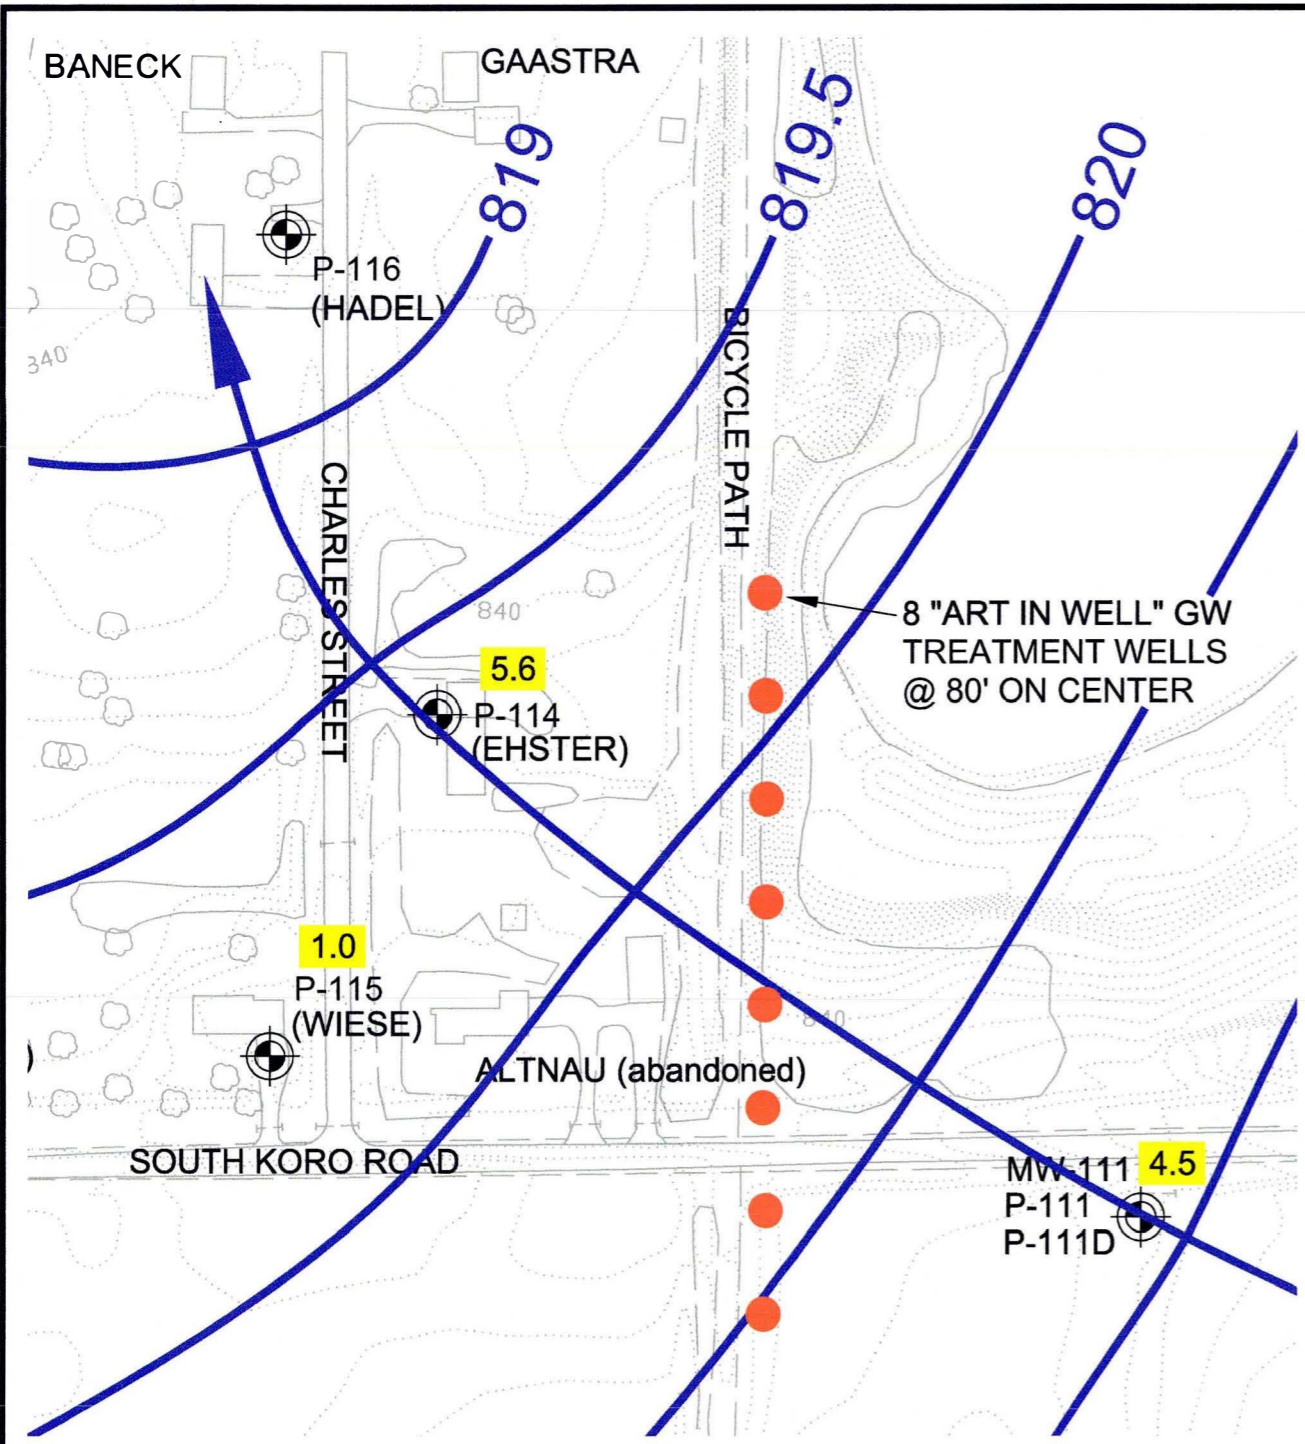 BANECK
GAASTRA
819
819.5
820
P-116
(HADEL)
340
BICYCLE PATH
CHARLES STREET
840
8 "ART IN WELL" GW
TREATMENT WELLS
@ 80' ON CENTER
5.6
P-114
(EHSTER)
1.0
P-115
(WIESE)
840
ALTNAU (abandoned)
SOUTH KORO ROAD
MW-111 4.5
P-111
P-111D
)